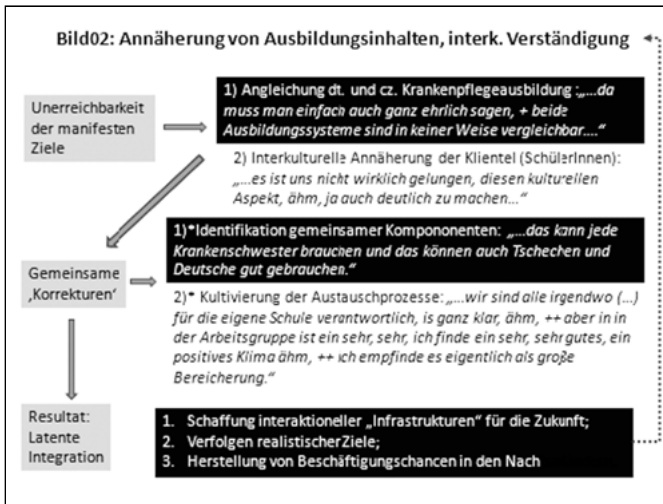 Bild02: Annäherung von Ausbildungsinhalten, interk. Verständigung
Unerreichbarkeit
der manifesten
Ziele
1) Angleichung dt. und cz. Krankenpflegeausbildung :„...da
muss man einfach auch ganz ehrlich sagen, + beide
Ausbildungssysteme sind in keiner Weise vergleichbar....“
2) Interkulturelle Annäherung der Klientel (SchülerInnen):
„...es ist uns nicht wirklich gelungen, diesen kulturellen
Aspekt, ähm, ja auch deutlich zu machen...“
Gemeinsame
‚Korrekturen‘
1)*Identifikation gemeinsamer Kompononenten: „...das kann jede
Krankenschwester brauchen und das können auch Tschechen und
Deutsche gut gebrauchen.“
2)* Kultivierung der Austauschprozesse: „...wir sind alle irgendwo (...)
für die eigene Schule verantwortlich, is ganz klar, ähm, ++ aber in in
der Arbeitsgruppe ist ein sehr, sehr, ich finde ein sehr, sehr gutes, ein
positives Klima ähm, ++ ich empfinde es eigentlich als große
Bereicherung.“
Resultat:
Latente
Integration
1. Schaffung interaktioneller „Infrastrukturen“ für die Zukunft;
2. Verfolgen realistischer Ziele;
3. Herstellung von Beschäftigungschancen in den Nach